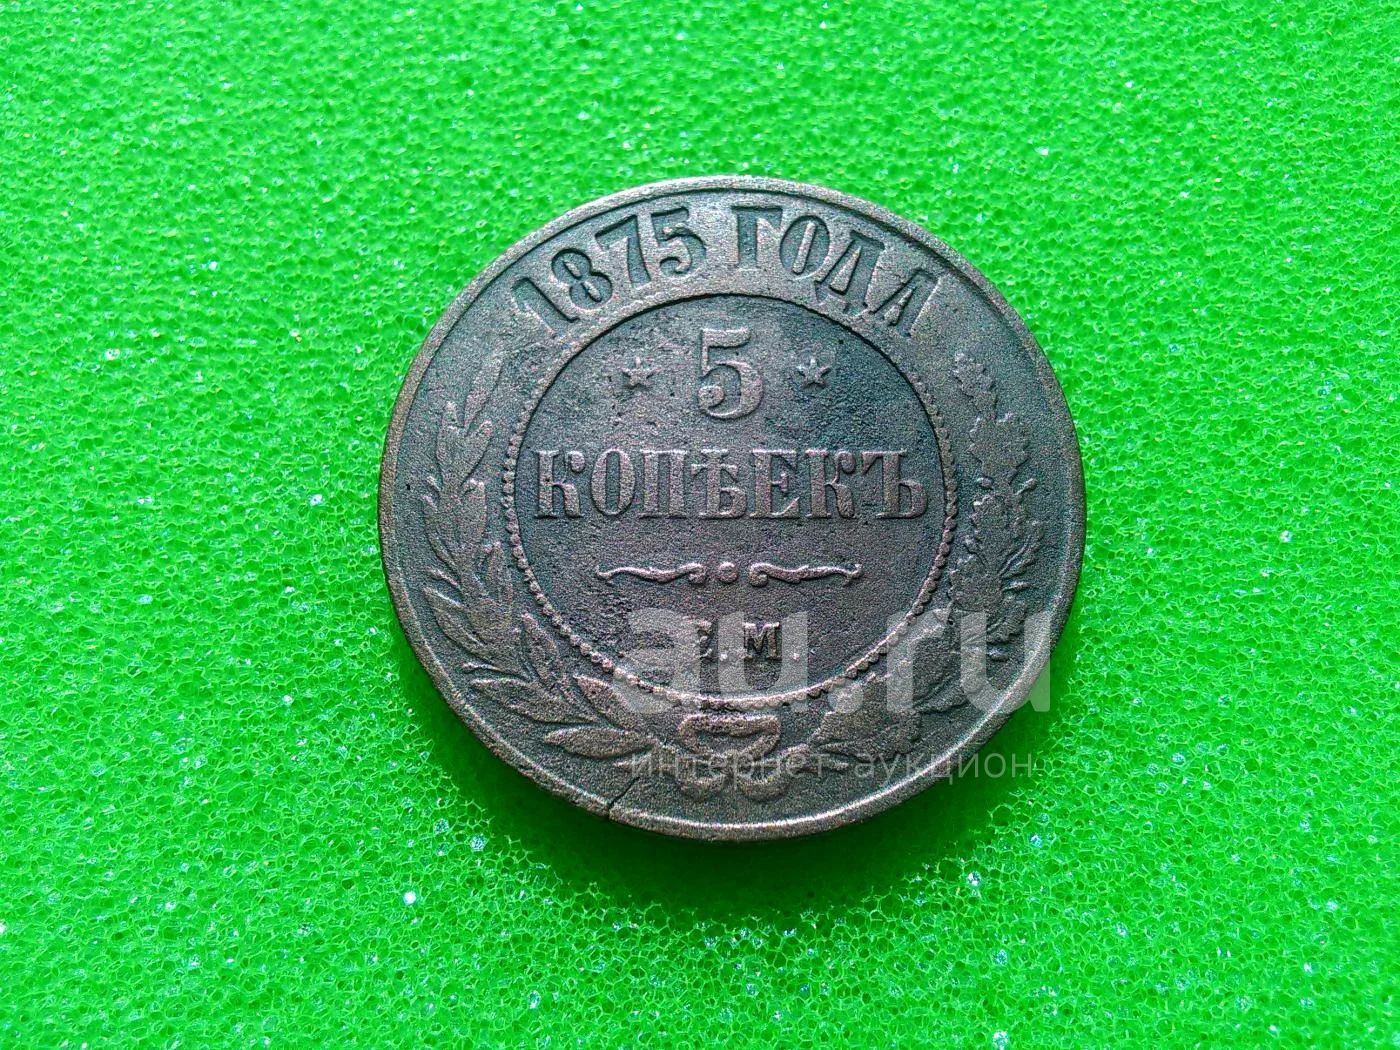 1875 ГОДА
5
КОПѢЕКЪ
Е.М.
au.ru
интернет-аукцион